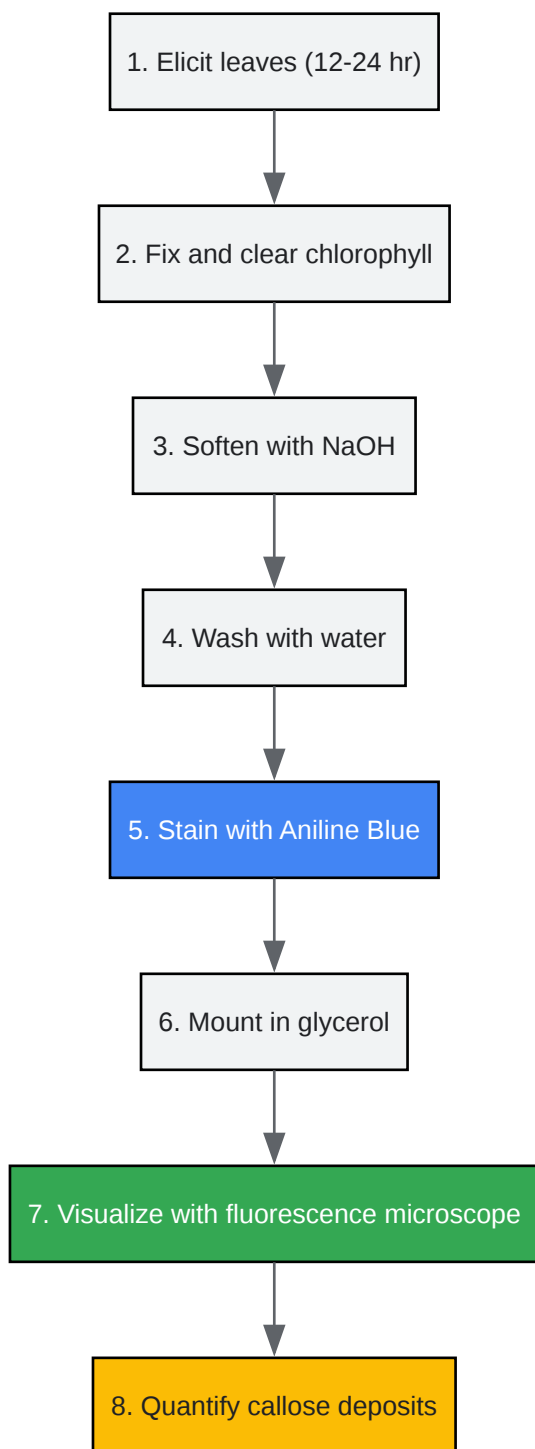 1. Elicit leaves (12-24 hr)
2. Fix and clear chlorophyll
3. Soften with NaOH
4. Wash with water
5. Stain with Aniline Blue
6. Mount in glycerol
7. Visualize with fluorescence microscope
8. Quantify callose deposits